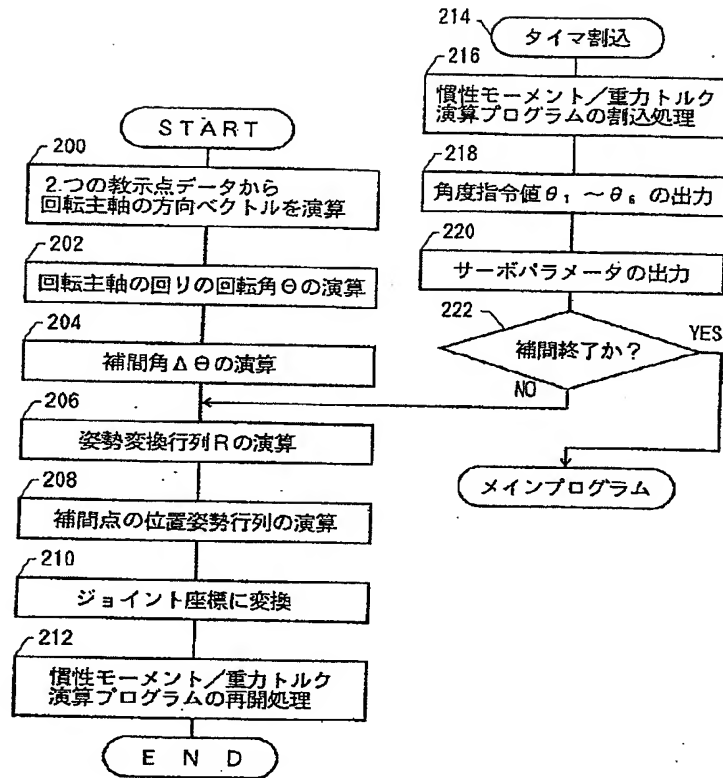 START
200
2つの教示点データから
回転主軸の方向ベクトルを演算
202
回転主軸の回りの回転角Θの演算
204
補間角ΔΘの演算
206
姿勢変換行列Rの演算
208
補間点の位置姿勢行列の演算
210
ジョイント座標に変換
212
慣性モーメント/重力トルク
演算プログラムの再開処理
END
214
タイマ割込
216
慣性モーメント/重力トルク
演算プログラムの割込処理
218
角度指令値θ₁~θ₆の出力
220
サーボパラメータの出力
222
補間終了か?
YES
NO
メインプログラム